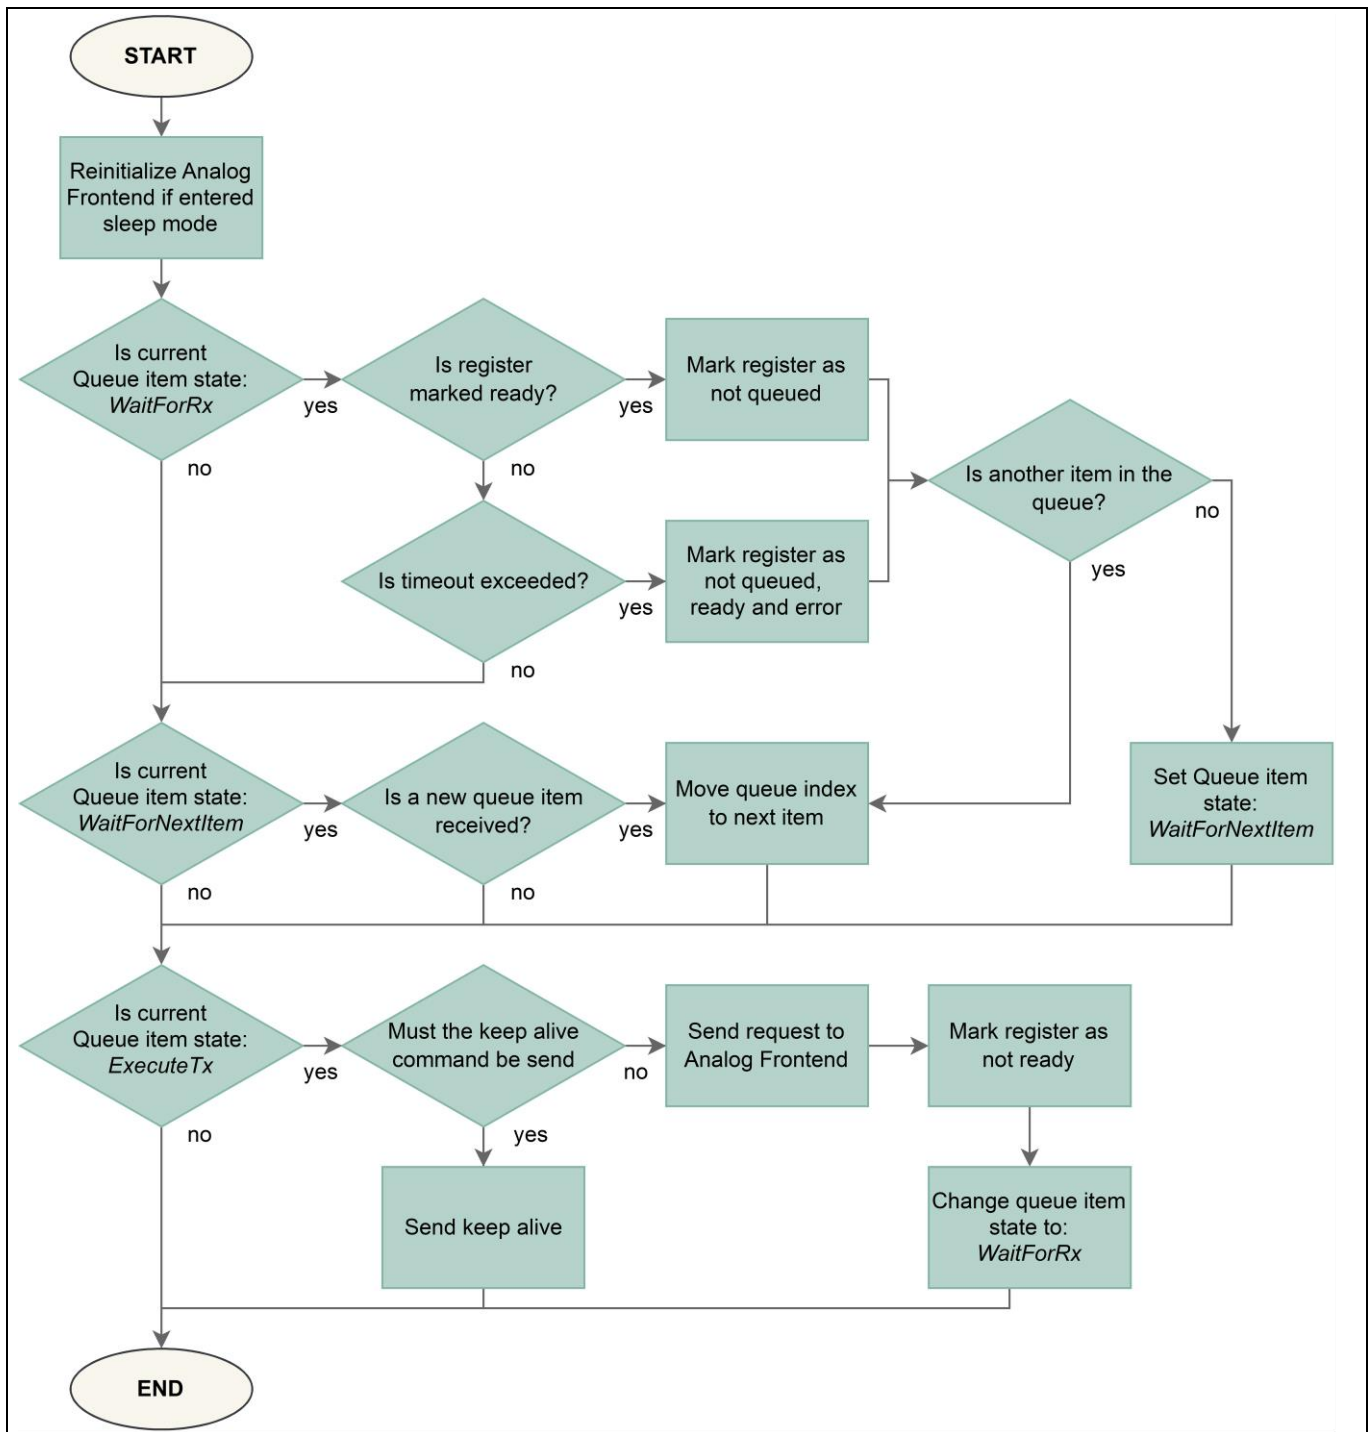 START
Reinitialize Analog
Frontend if entered
sleep mode
Is current
Queue item state:
WaitForRx
yes
no
Is register
marked ready?
yes
no
Mark register as
not queued
Is timeout exceeded?
yes
no
Mark register as
not queued,
ready and error
Is another item in the
queue?
no
yes
Is current
Queue item state:
WaitForNextItem
yes
no
Is a new queue item
received?
yes
no
Move queue index
to next item
Set Queue item
state:
WaitForNextItem
Is current
Queue item state:
ExecuteTx
yes
no
Must the keep alive
command be send
no
yes
Send request to
Analog Frontend
Mark register as
not ready
Send keep alive
Change queue item
state to:
WaitForRx
END